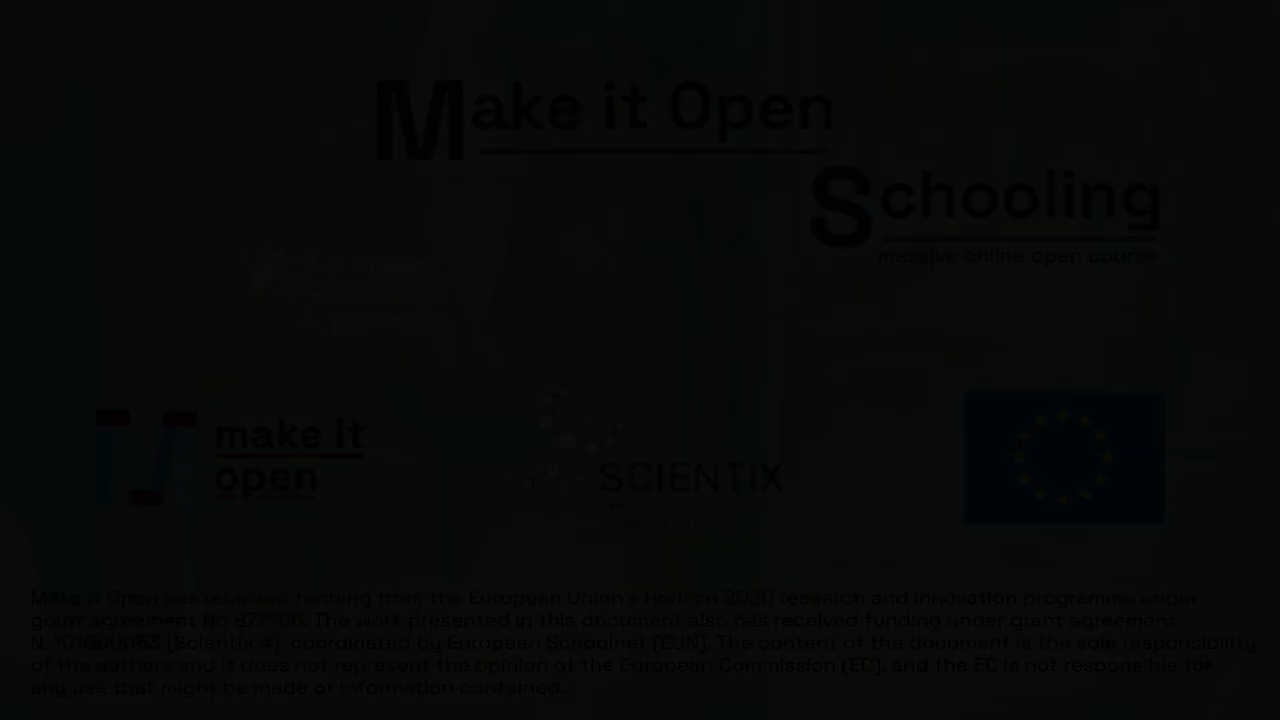 Make it Open
Schooling
massive online open course
make it
open
SCIENTIX
Make it Open has received funding from the European Union's Horizon 2020 research and innovation programme under
grant agreement No 872106. The work presented in this document also has received funding under grant agreement
N.101000063 (Scientix 4), coordinated by European Schoolnet (EUN). The content of the document is the sole responsibility
of the authors and it does not represent the opinion of the European Commission (EC), and the EC is not responsible for
any use that might be made of information contained.